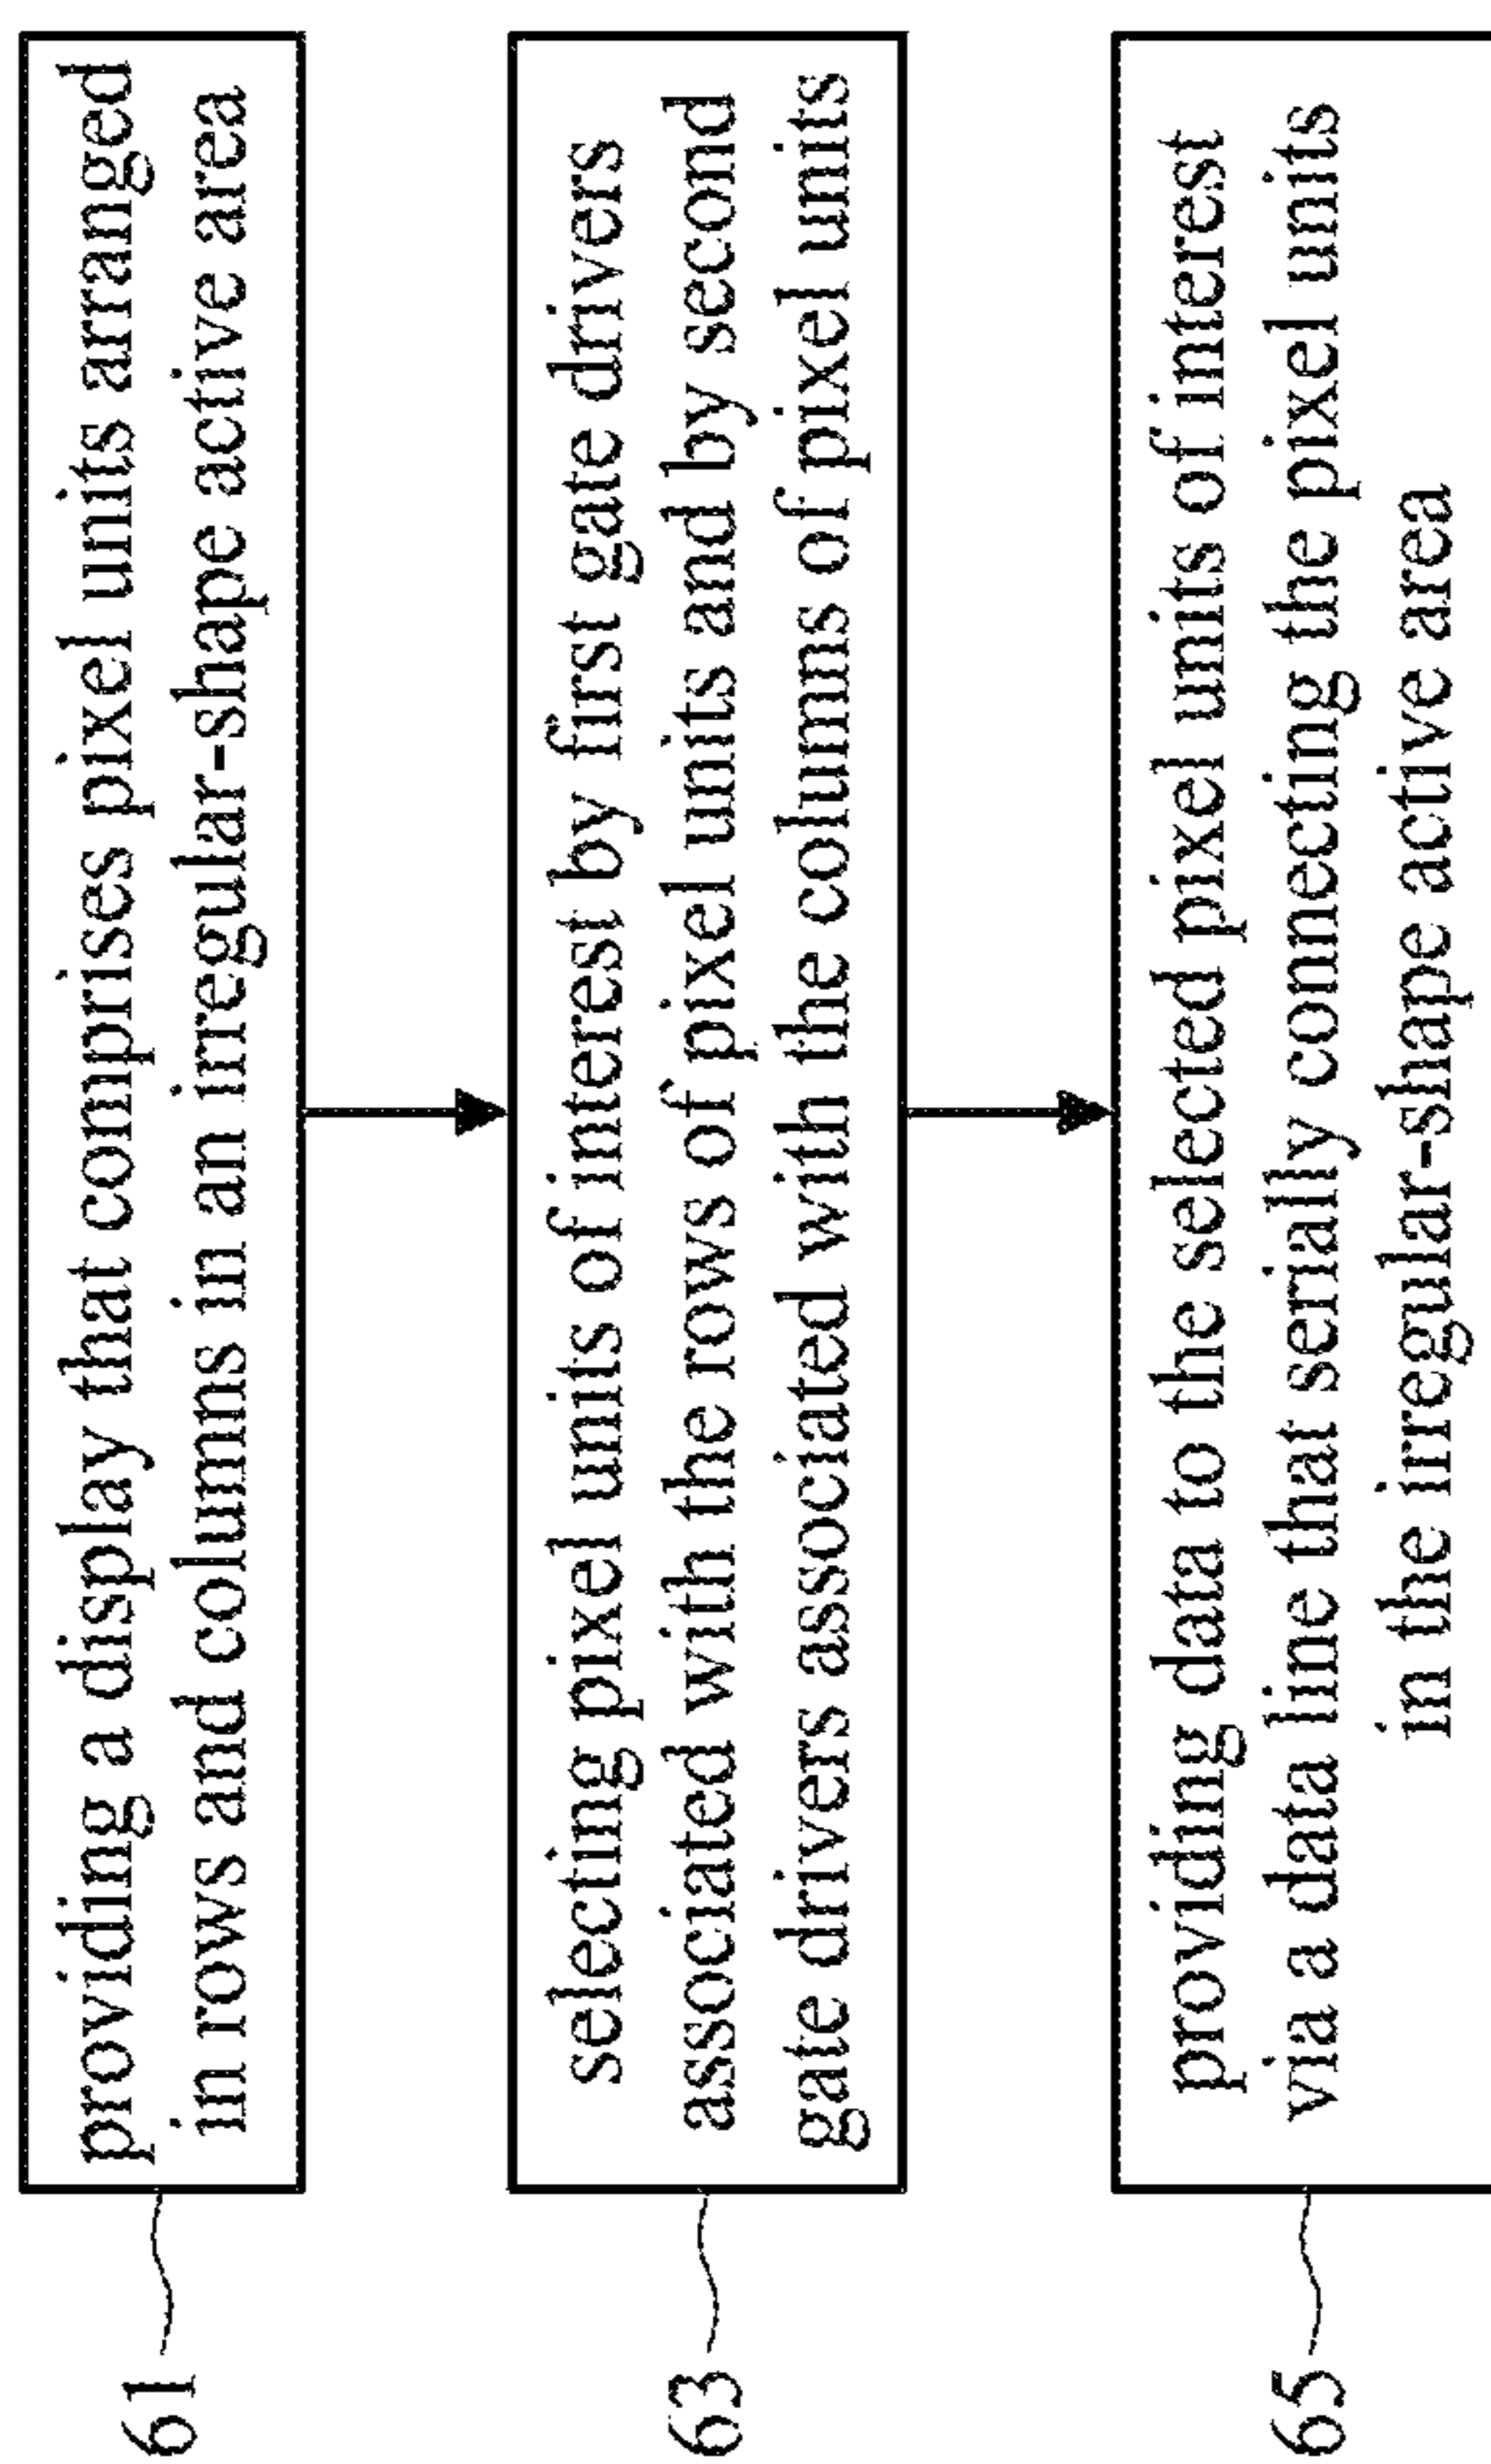 61
providing a display that comprises pixel units arranged
in rows and columns in an irregular-shape active area
63
selecting pixel units of interest by first gate drivers
associated with the rows of pixel units and by second
gate drivers associated with the columns of pixel units
65
providing data to the selected pixel units of interest
via a data line that serially connecting the pixel units
in the irregular-shape active area